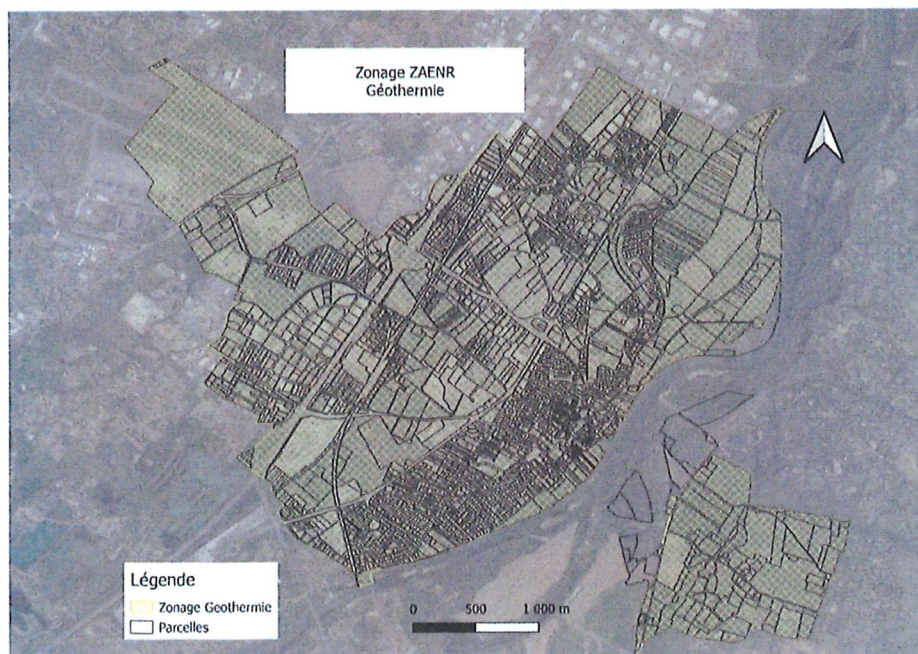 Zonage ZAENR
Géothermie
Légende
Zonage Geothermie
Parcelles
0 500 1 000 m